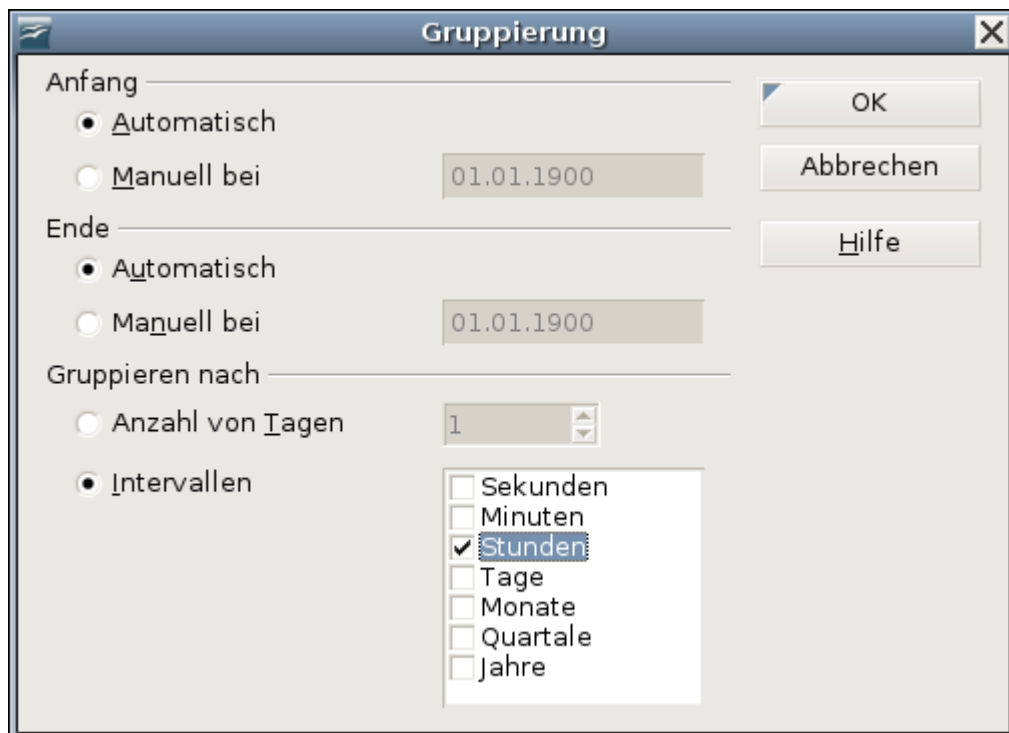 Gruppierung
Anfang
Automatisch
Manuell bei 01.01.1900
Ende
Automatisch
Manuell bei 01.01.1900
Gruppieren nach
Anzahl von Tagen 1
Intervallen
Sekunden
Minuten
Stunden
Tage
Monate
Quartale
Jahre
OK
Abbrechen
Hilfe